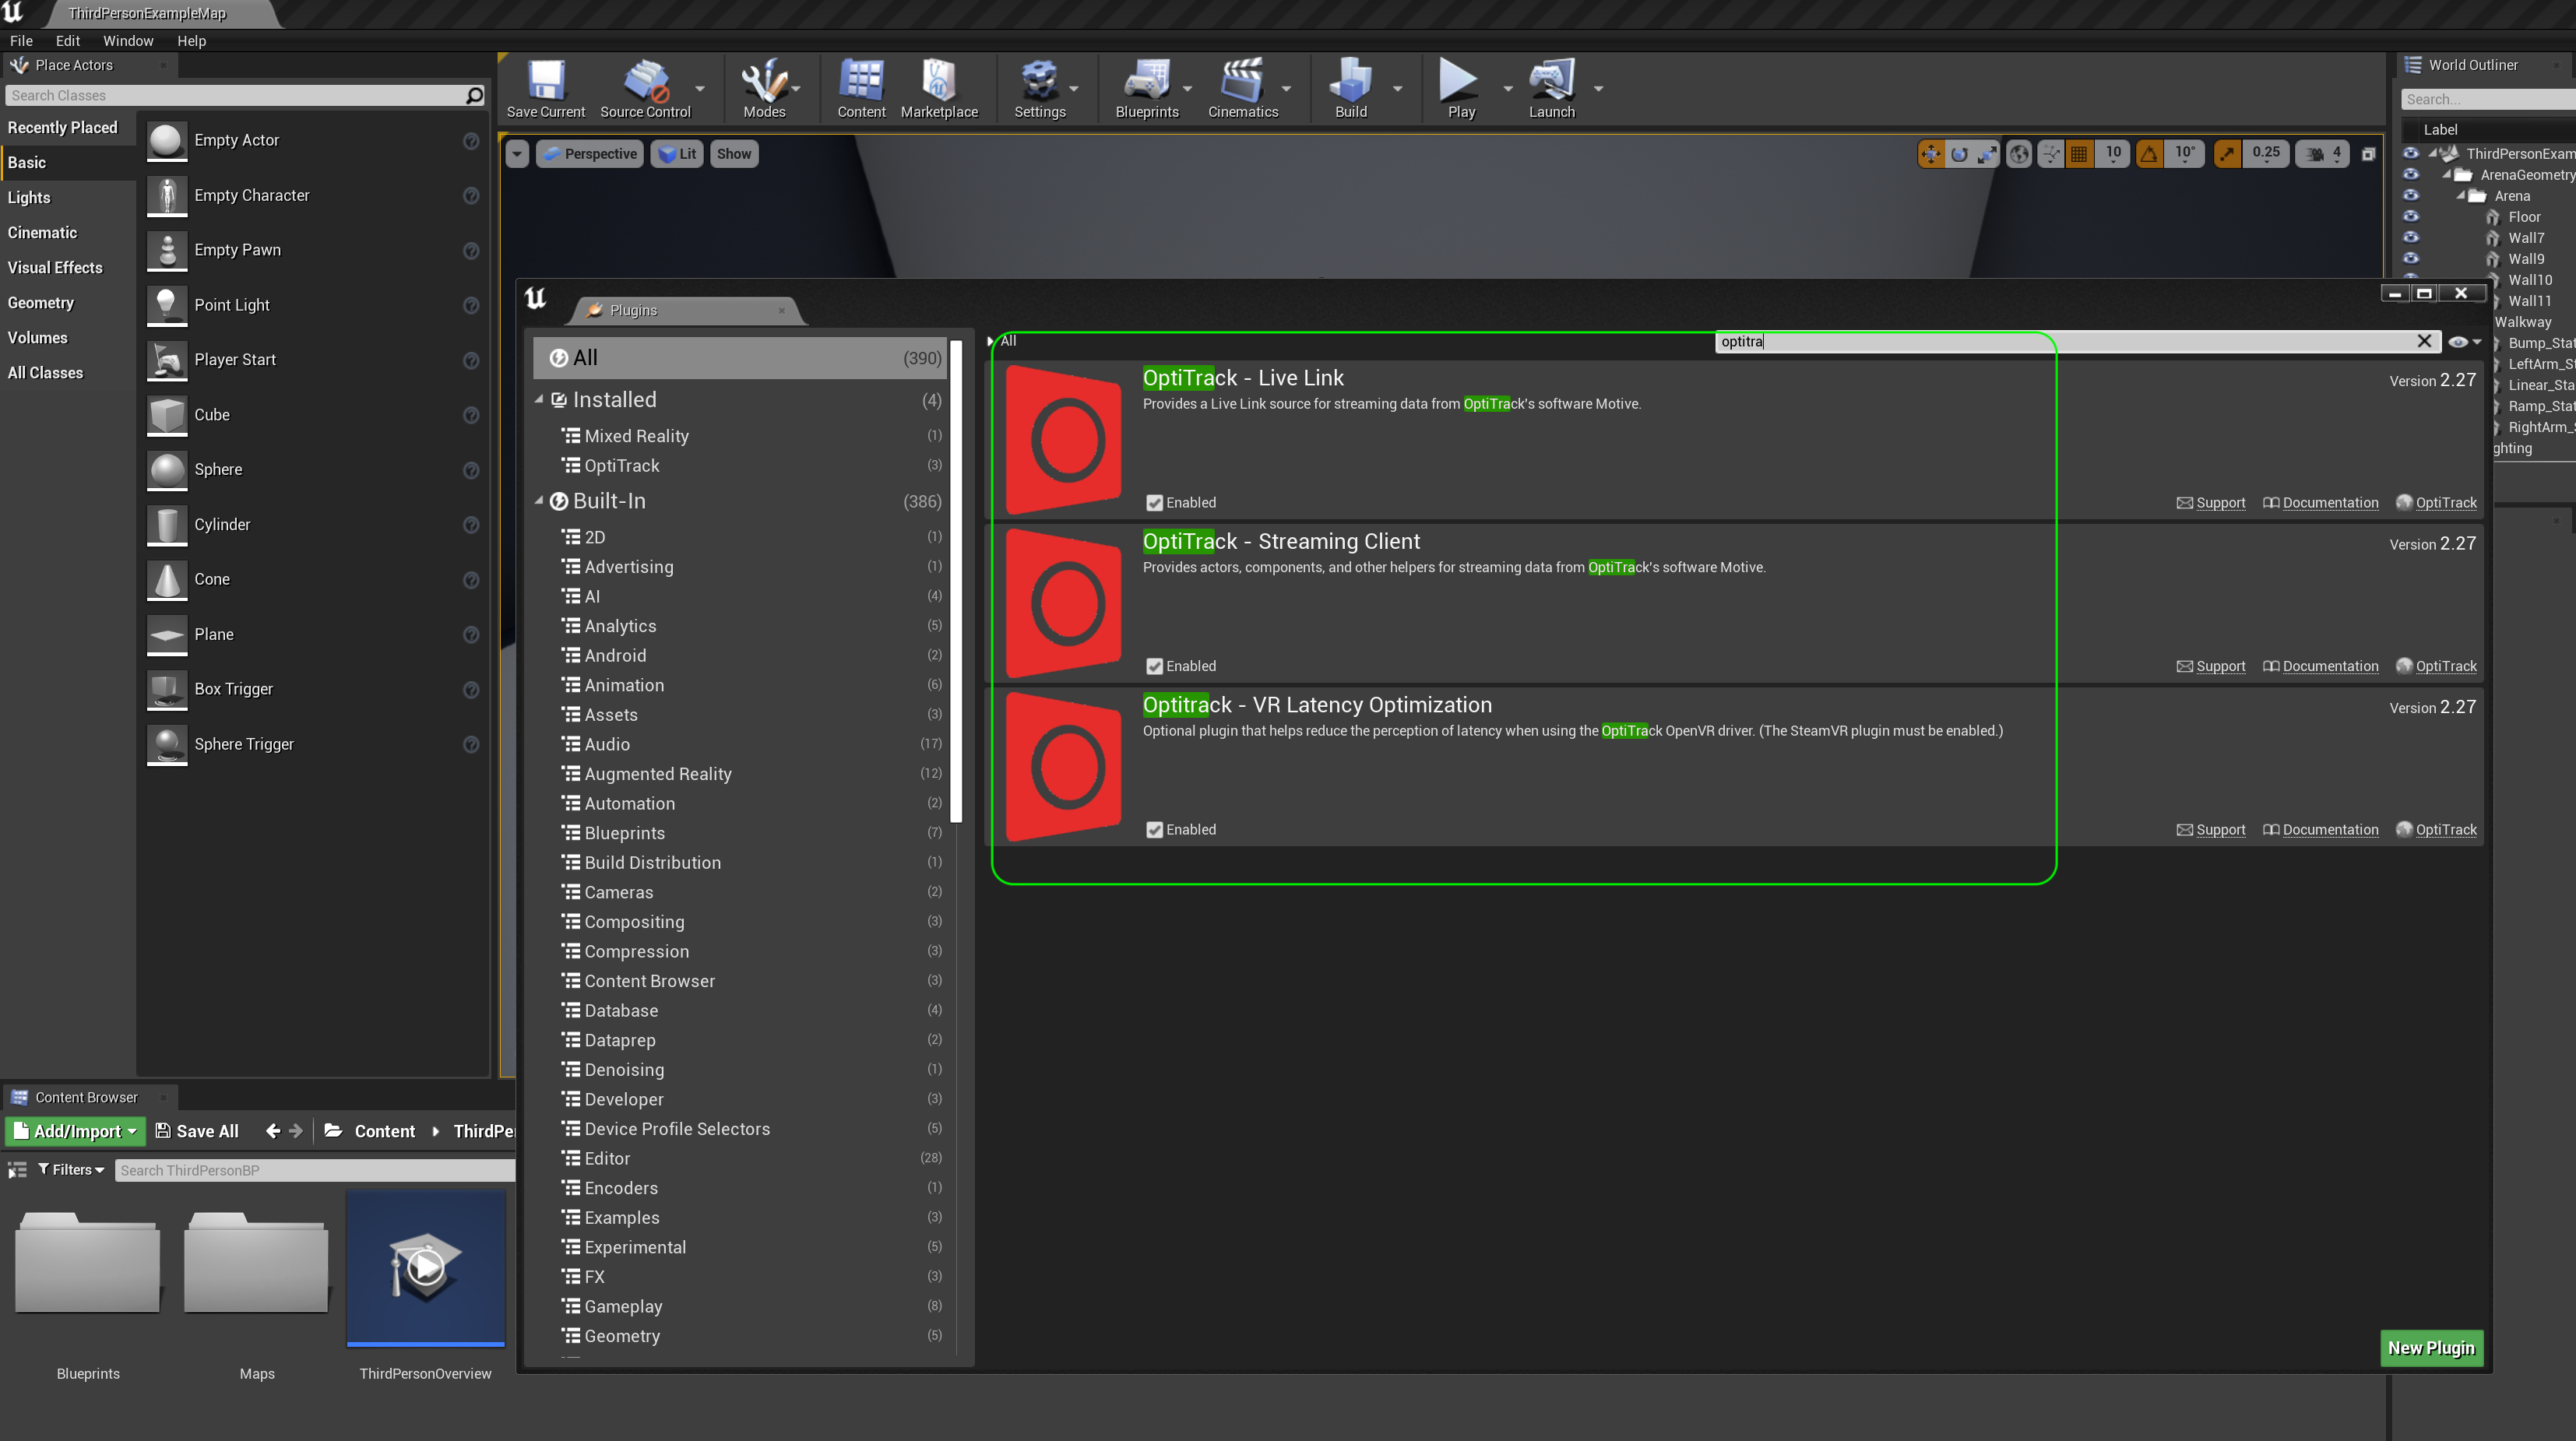 ThirdPersonExampleMap
File Edit Window Help
Place Actors
Search Classes
Recently Placed
Basic
Lights
Cinematic
Visual Effects
Geometry
Volumes
All Classes
Empty Actor
Empty Character
Empty Pawn
Point Light
Player Start
Cube
Sphere
Cylinder
Cone
Plane
Box Trigger
Sphere Trigger
Save Current Source Control Modes Content Marketplace Settings Blueprints Cinematics Build Play Launch
Perspective Lit Show
10 10° 0.25 4
World Outliner
Search...
Label
ThirdPersonExam
ArenaGeometry
Arena
Floor
Wall7
Wall9
Wall10
Wall11
Walkway
Bump_Stat
LeftArm_St
Linear_Sta
Ramp_Stat
RightArm_S
ghting
Plugins
All (390)
Installed (4)
Mixed Reality (1)
OptiTrack (3)
Built-In (386)
2D (1)
Advertising (1)
AI (4)
Analytics (5)
Android (2)
Animation (6)
Assets (3)
Audio (17)
Augmented Reality (12)
Automation (2)
Blueprints (7)
Build Distribution (1)
Cameras (2)
Compositing (3)
Compression (3)
Content Browser (3)
Database (4)
Dataprep (2)
Denoising (1)
Developer (3)
Device Profile Selectors (5)
Editor (28)
Encoders (1)
Examples (3)
Experimental (5)
FX (3)
Gameplay (8)
Geometry (5)
All
optitra
OptiTrack - Live Link
Version 2.27
Provides a Live Link source for streaming data from OptiTrack's software Motive.
Enabled
Support Documentation OptiTrack
OptiTrack - Streaming Client
Version 2.27
Provides actors, components, and other helpers for streaming data from OptiTrack's software Motive.
Enabled
Support Documentation OptiTrack
Optitrack - VR Latency Optimization
Version 2.27
Optional plugin that helps reduce the perception of latency when using the OptiTrack OpenVR driver. (The SteamVR plugin must be enabled.)
Enabled
Support Documentation OptiTrack
New Plugin
Content Browser
Add/Import Save All Content ThirdPe
Filters Search ThirdPersonBP
Blueprints Maps ThirdPersonOverview